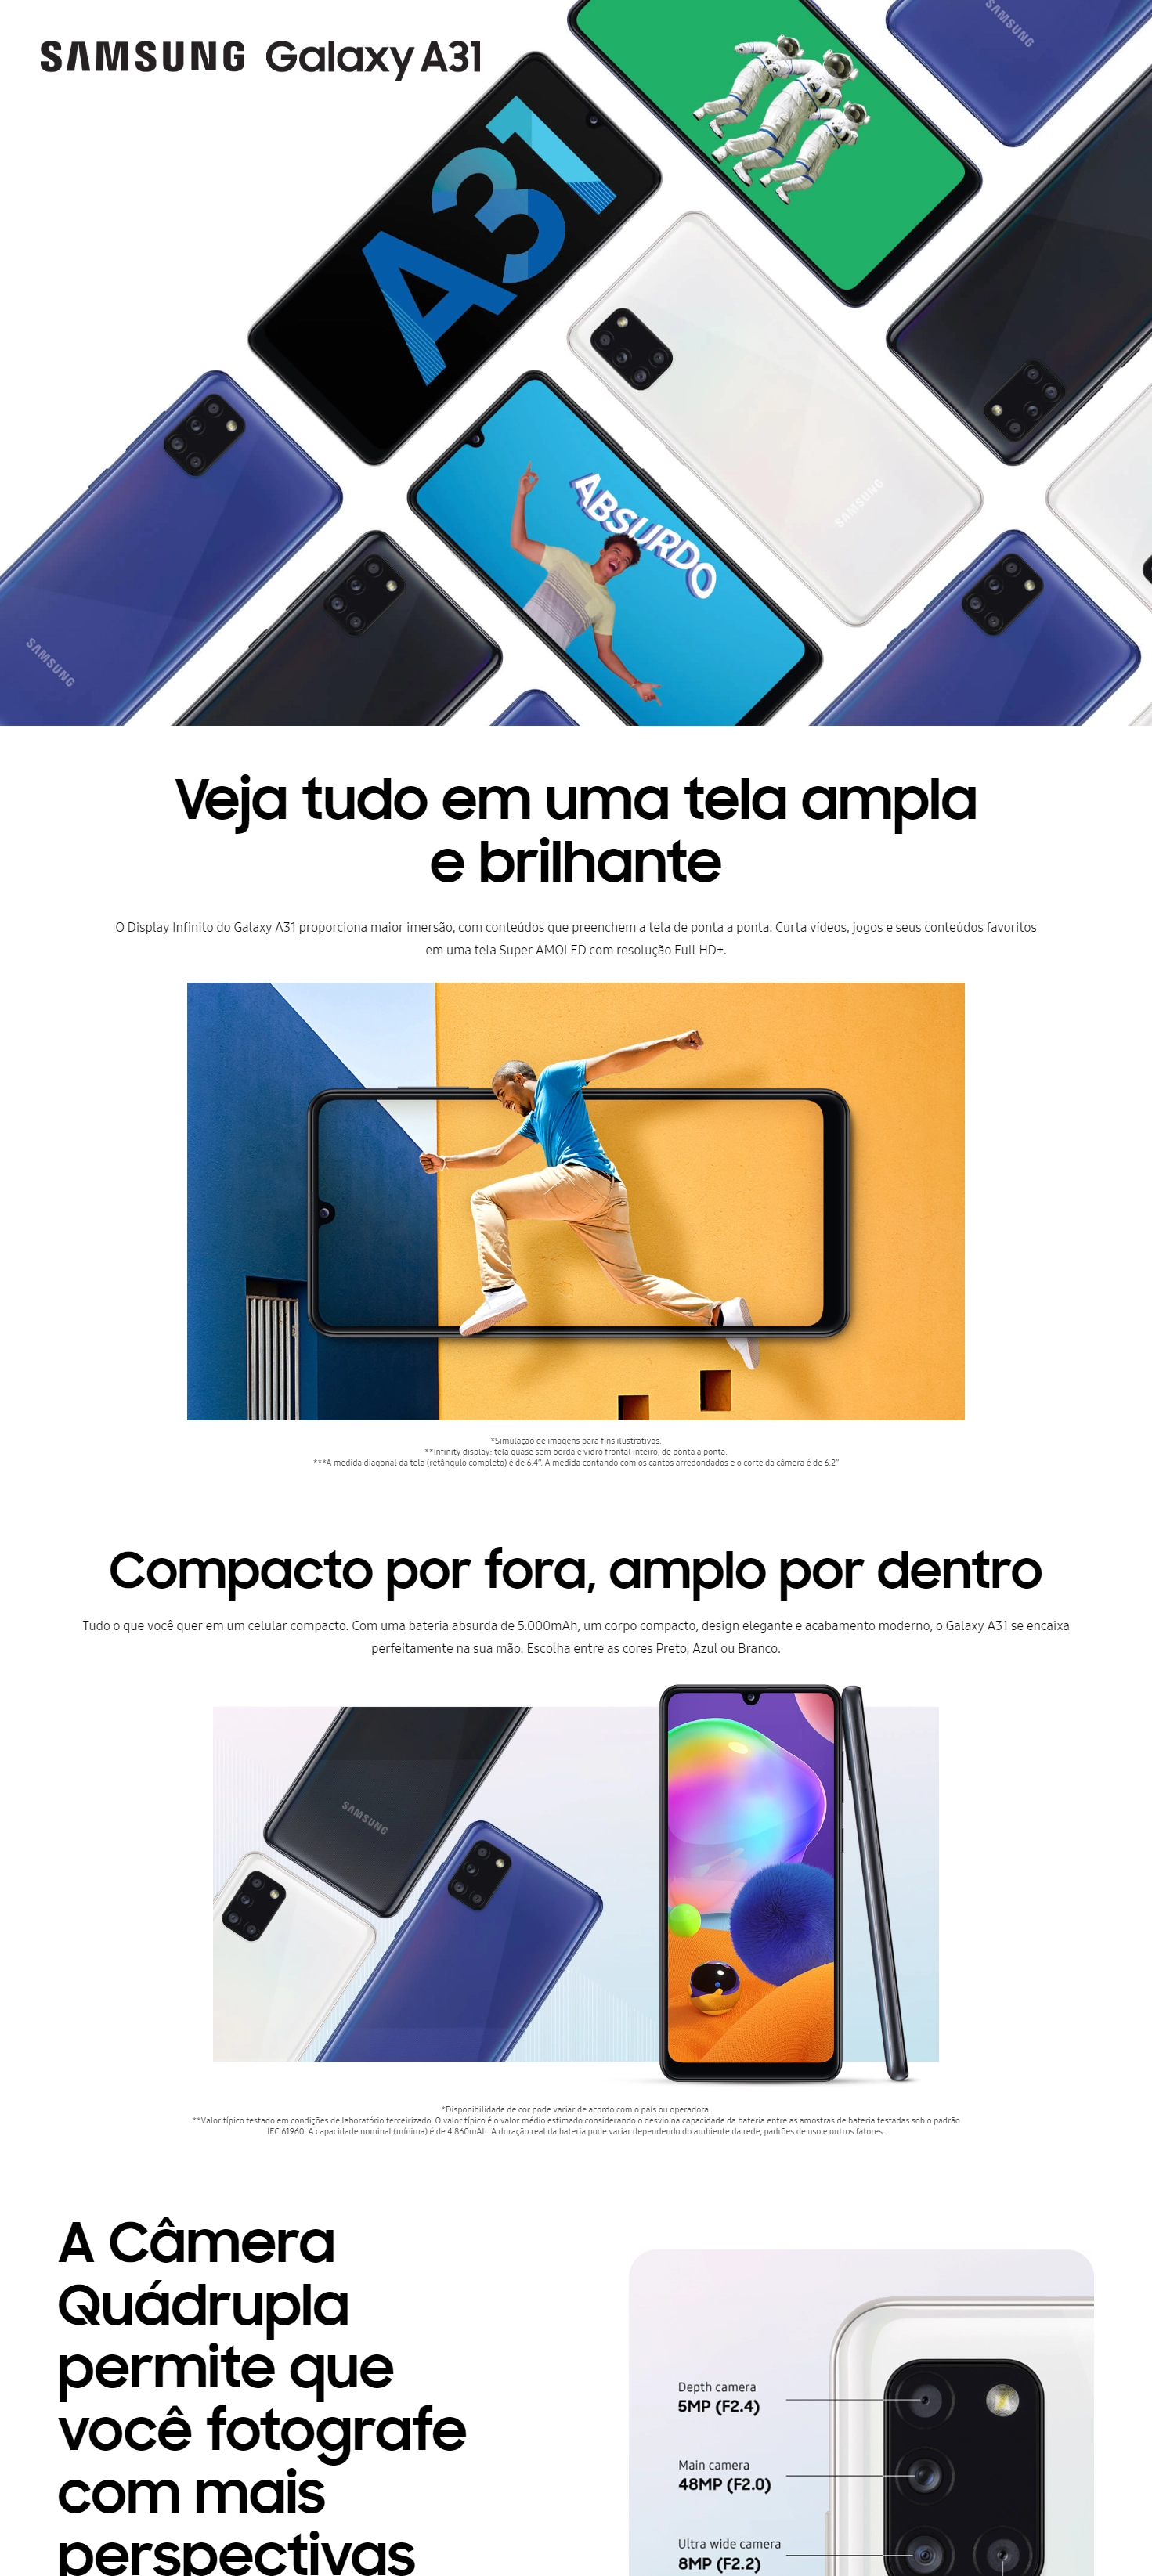 SAMSUNG
SAMSUNG Galaxy A31
A31
ABSURDO
SAMSUNG
SAMSUNG
Veja tudo em uma tela ampla
e brilhante
O Display Infinito do Galaxy A31 proporciona maior imersão, com conteúdos que preenchem a tela de ponta a ponta. Curta vídeos, jogos e seus conteúdos favoritos
em uma tela Super AMOLED com resolução Full HD+.
*Simulação de imagens para fins ilustrativos.
**Infinity display: tela quase sem borda e vidro frontal inteiro, de ponta a ponta.
***A medida diagonal da tela (retângulo completo) é de 6.4". A medida contando com os cantos arredondados e o corte da câmera é de 6.2"
Compacto por fora, amplo por dentro
Tudo o que você quer em um celular compacto. Com uma bateria absurda de 5.000mAh, um corpo compacto, design elegante e acabamento moderno, o Galaxy A31 se encaixa
perfeitamente na sua mão. Escolha entre as cores Preto, Azul ou Branco.
SAMSUNG
*Disponibilidade de cor pode variar de acordo com o país ou operadora.
**Valor típico testado em condições de laboratório terceirizado. O valor típico é o valor médio estimado considerando o desvio na capacidade da bateria entre as amostras de bateria testadas sob o padrão
IEC 61960. A capacidade nominal (mínima) é de 4.860mAh. A duração real da bateria pode variar dependendo do ambiente da rede, padrões de uso e outros fatores.
A Câmera
Quádrupla
permite que
você fotografe
com mais
perspectivas
Depth camera
5MP (F2.4)
Main camera
48MP (F2.0)
Ultra wide camera
8MP (F2.2)